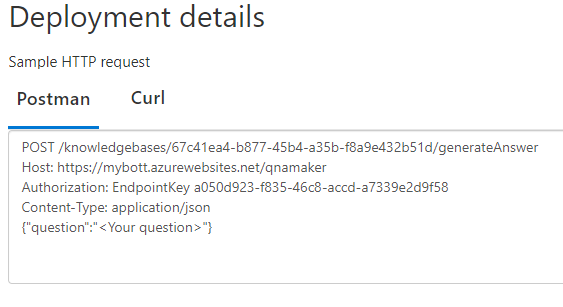 Deployment details
Sample HTTP request
Postman Curl
POST /knowledgebases/67c41ea4-b877-45b4-a35b-f8a9e432b51d/generateAnswer
Host: https://mybott.azurewebsites.net/qnamaker
Authorization: EndpointKey a050d923-f835-46c8-accd-a7339e2d9f58
Content-Type: application/json
{"question":"<Your question>"}